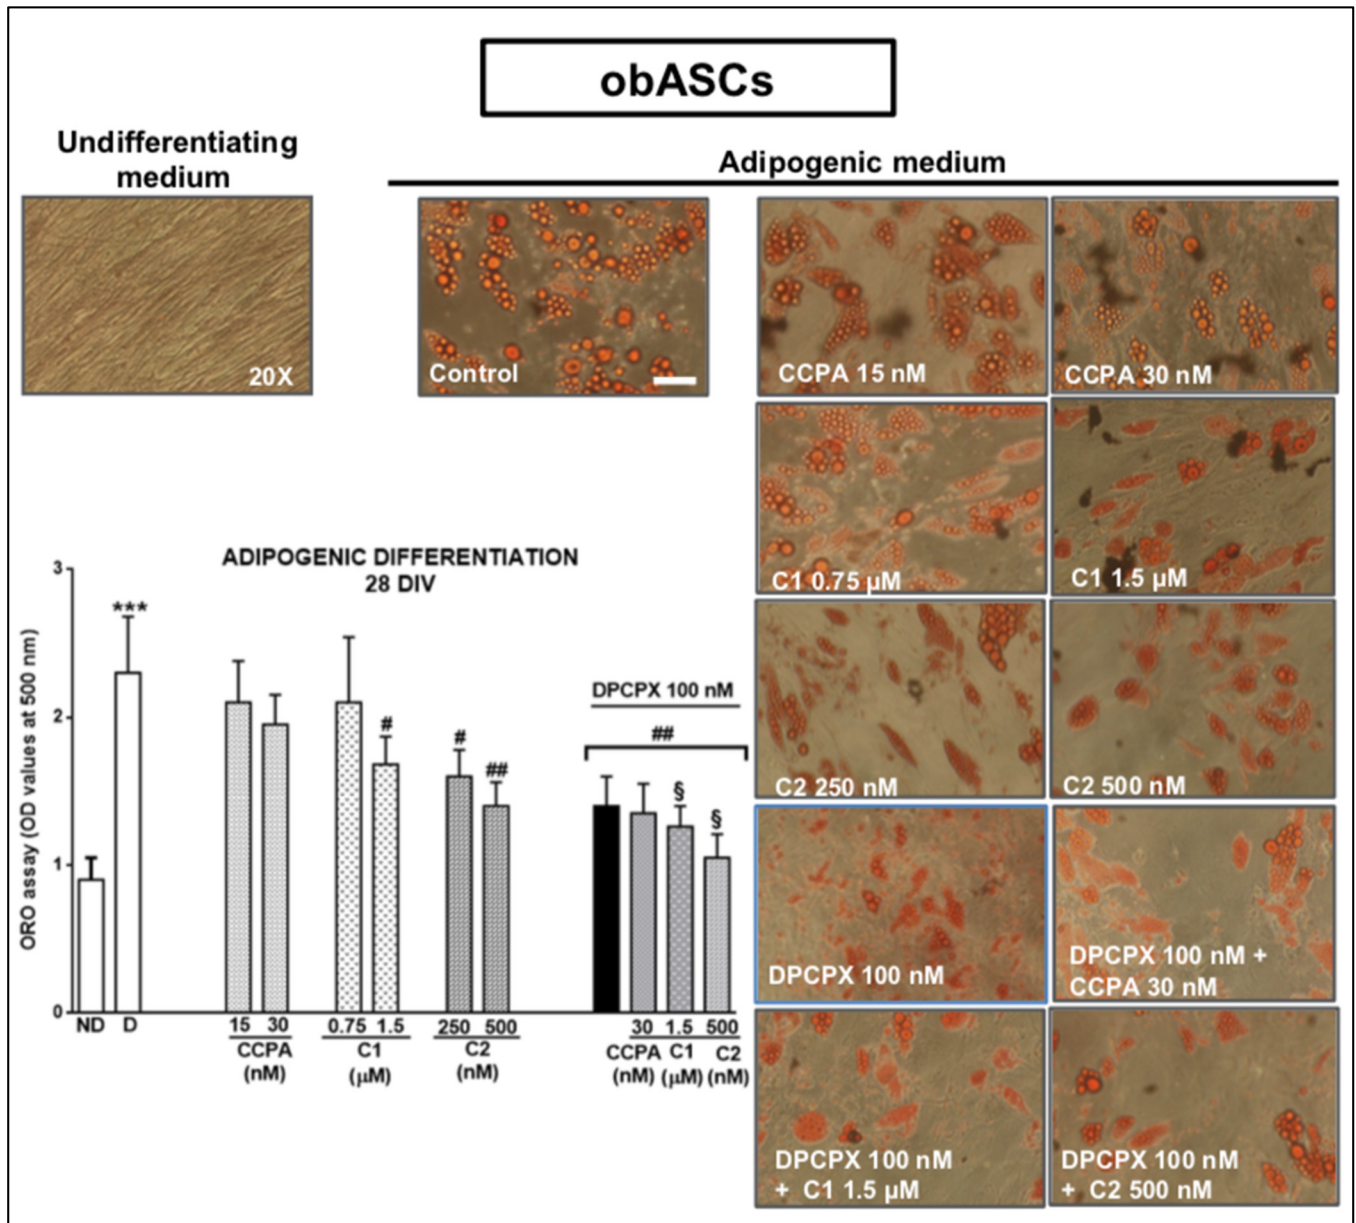 obASCs
Undifferentiating
medium
Adipogenic medium
20X
Control
CCPA 15 nM
CCPA 30 nM
C1 0.75 µM
C1 1.5 µM
C2 250 nM
C2 500 nM
DPCPX 100 nM
DPCPX 100 nM +
CCPA 30 nM
DPCPX 100 nM
+ C1 1.5 µM
DPCPX 100 nM
+ C2 500 nM
ADIPOGENIC DIFFERENTIATION
28 DIV
ORO assay (OD values at 500 nm)
3
2
1
0
***
#
#
##
DPCPX 100 nM
##
§
§
ND D 15 30 0.75 1.5 250 500 30 1.5 500
CCPA C1 C2 CCPA C1 C2
(nM) (µM) (nM) (nM) (µM) (nM)